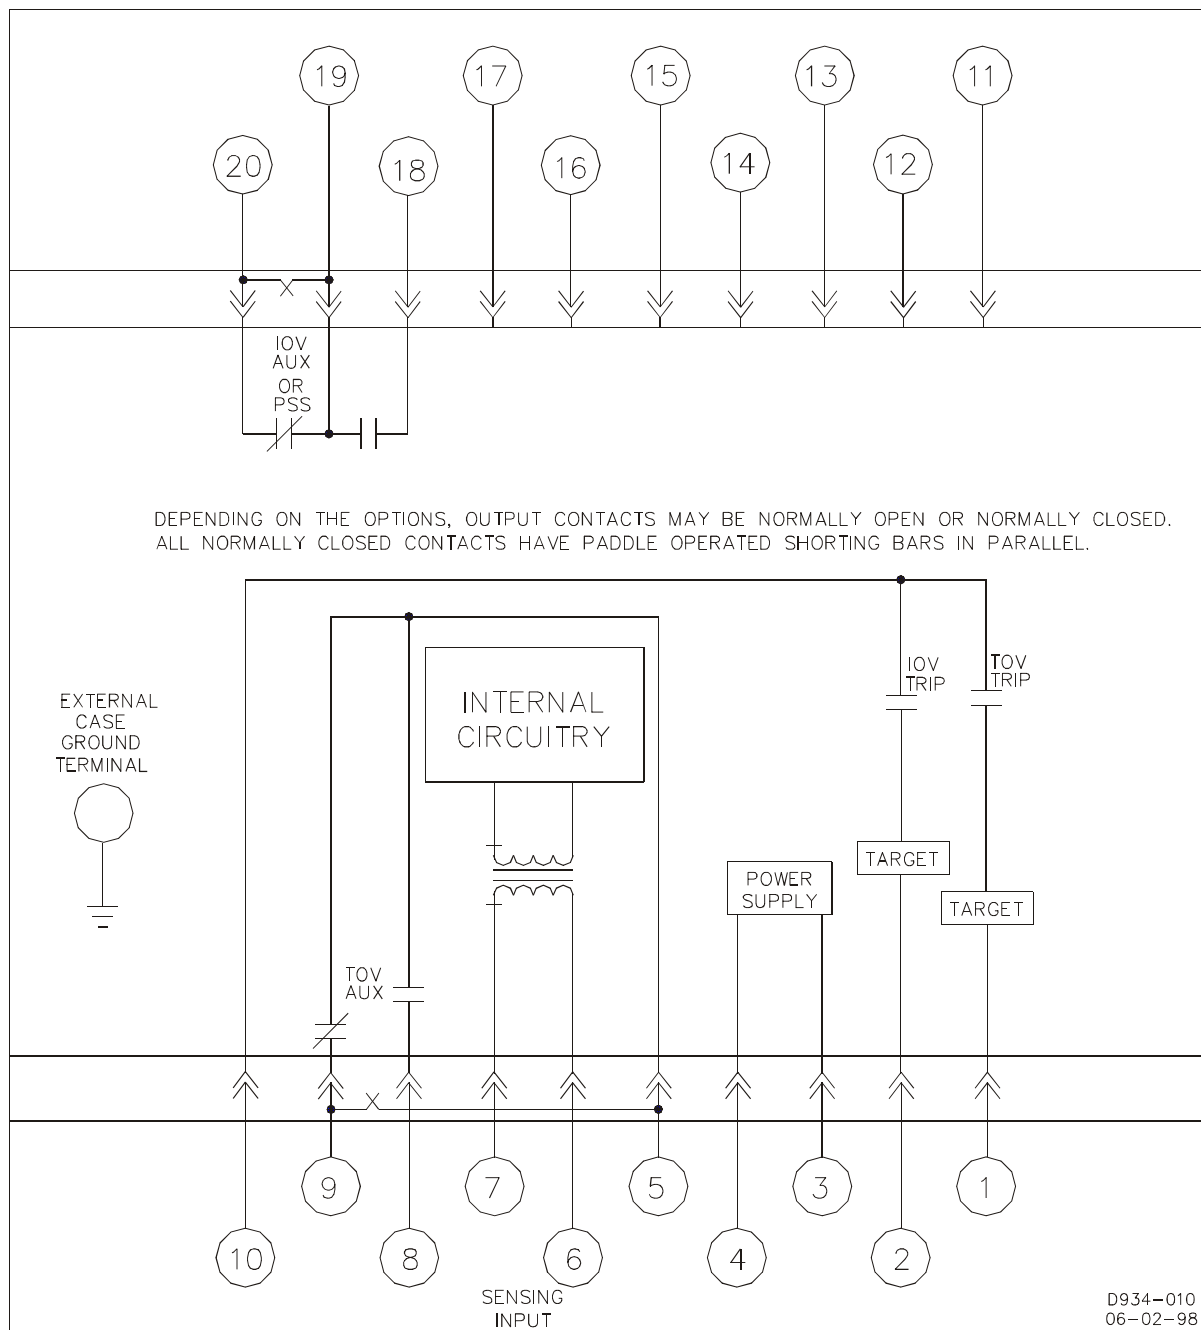 19
17
15
13
11
20
18
16
14
12
IOV
AUX
OR
PSS
DEPENDING ON THE OPTIONS, OUTPUT CONTACTS MAY BE NORMALLY OPEN OR NORMALLY CLOSED.
ALL NORMALLY CLOSED CONTACTS HAVE PADDLE OPERATED SHORTING BARS IN PARALLEL.
EXTERNAL
CASE
GROUND
TERMINAL
INTERNAL
CIRCUITRY
IOV
TRIP
TOV
TRIP
TARGET
POWER
SUPPLY
TARGET
TOV
AUX
9
7
5
3
1
10
8
6
4
2
SENSING
INPUT
D934-010
06-02-98